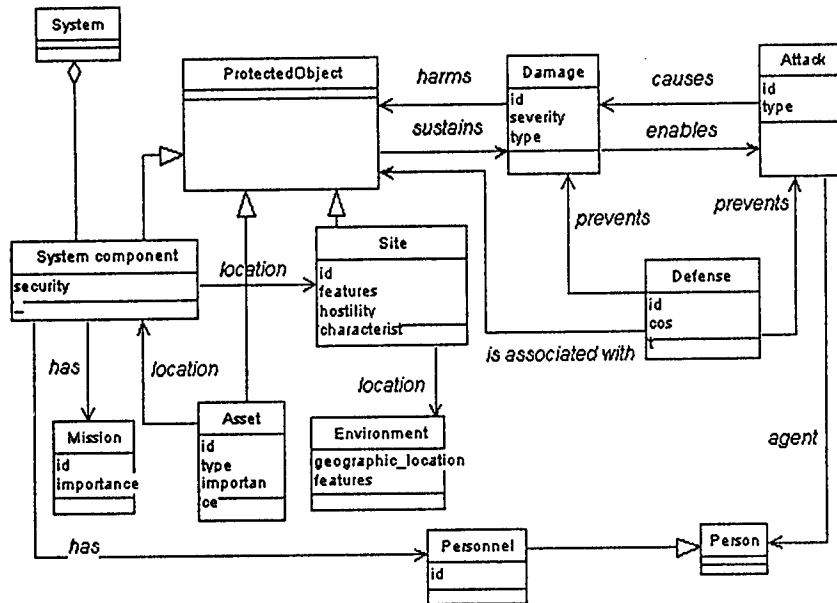 System
ProtectedObject
harms
sustains
Damage
id
severity
type
causes
enables
Attack
id
type
prevents
prevents
System component
security
location
Site
id
features
hostility
characterist
Defense
id
cos
t
is associated with
has
location
location
Mission
id
importance
Asset
id
type
importan
ce
Environment
geographic_location
features
agent
has
Personnel
id
Person